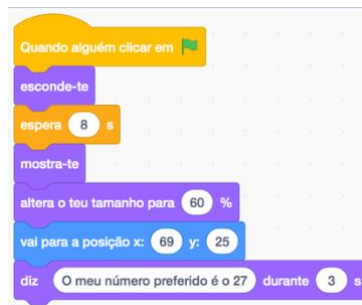 Quando alguém clicar em
esconde-te
espera 8 s
mostra-te
altera o teu tamanho para 60 %
vai para a posição x: 69 y: 25
diz O meu número preferido é o 27 durante 3 s